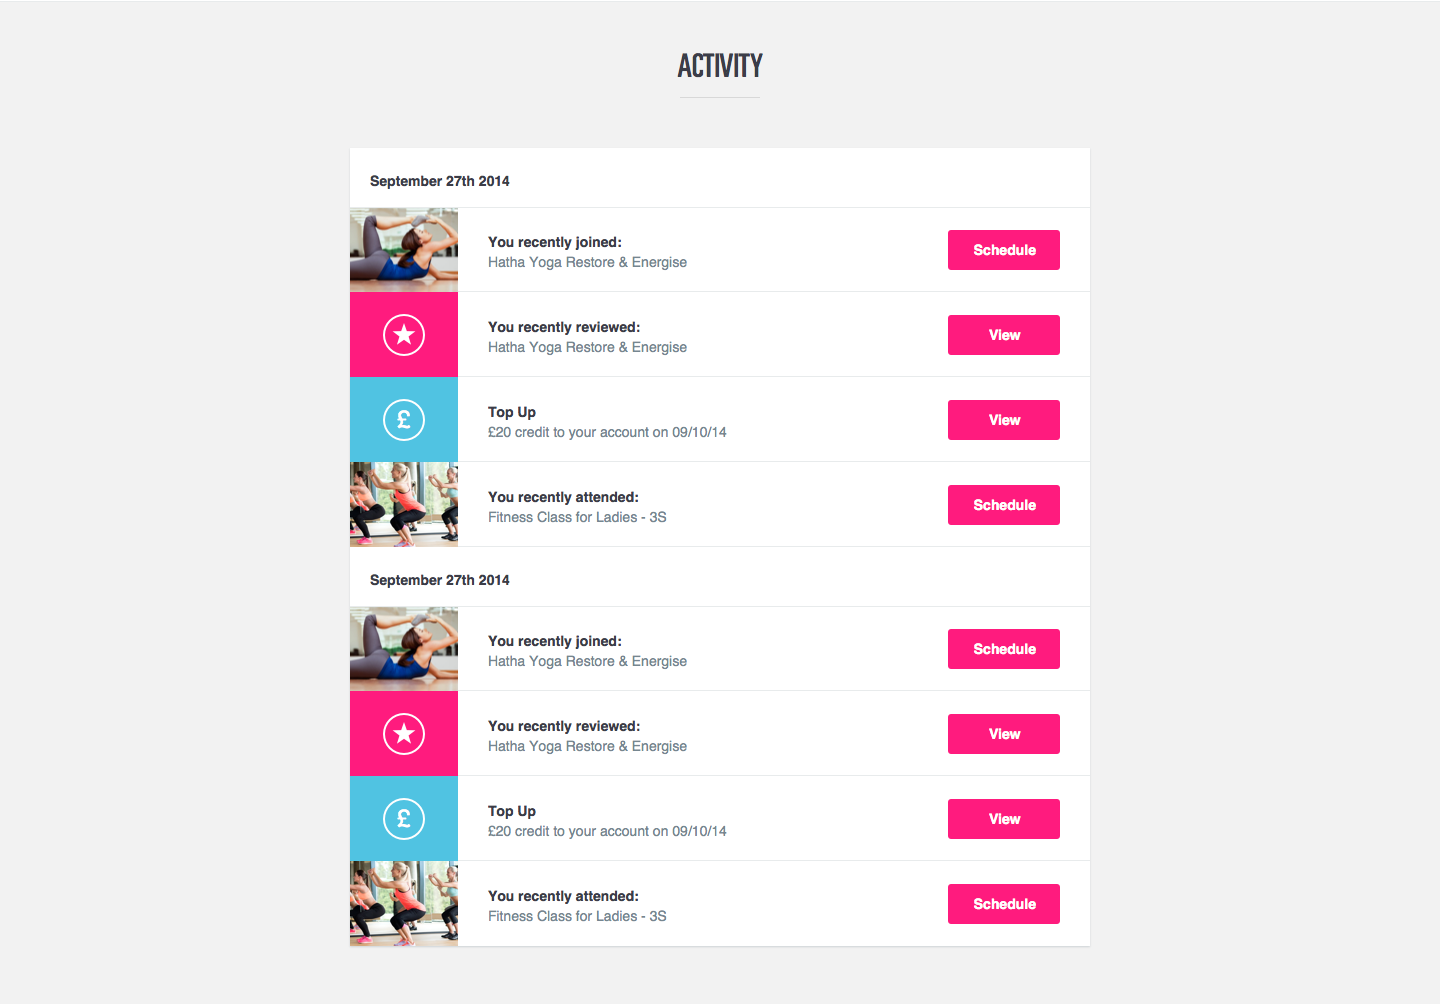 ACTIVITY
September 27th 2014
You recently joined:
Hatha Yoga Restore & Energise
Schedule
You recently reviewed:
Hatha Yoga Restore & Energise
View
£
Top Up
£20 credit to your account on 09/10/14
View
You recently attended:
Fitness Class for Ladies - 3S
Schedule
September 27th 2014
You recently joined:
Hatha Yoga Restore & Energise
Schedule
You recently reviewed:
Hatha Yoga Restore & Energise
View
£
Top Up
£20 credit to your account on 09/10/14
View
You recently attended:
Fitness Class for Ladies - 3S
Schedule